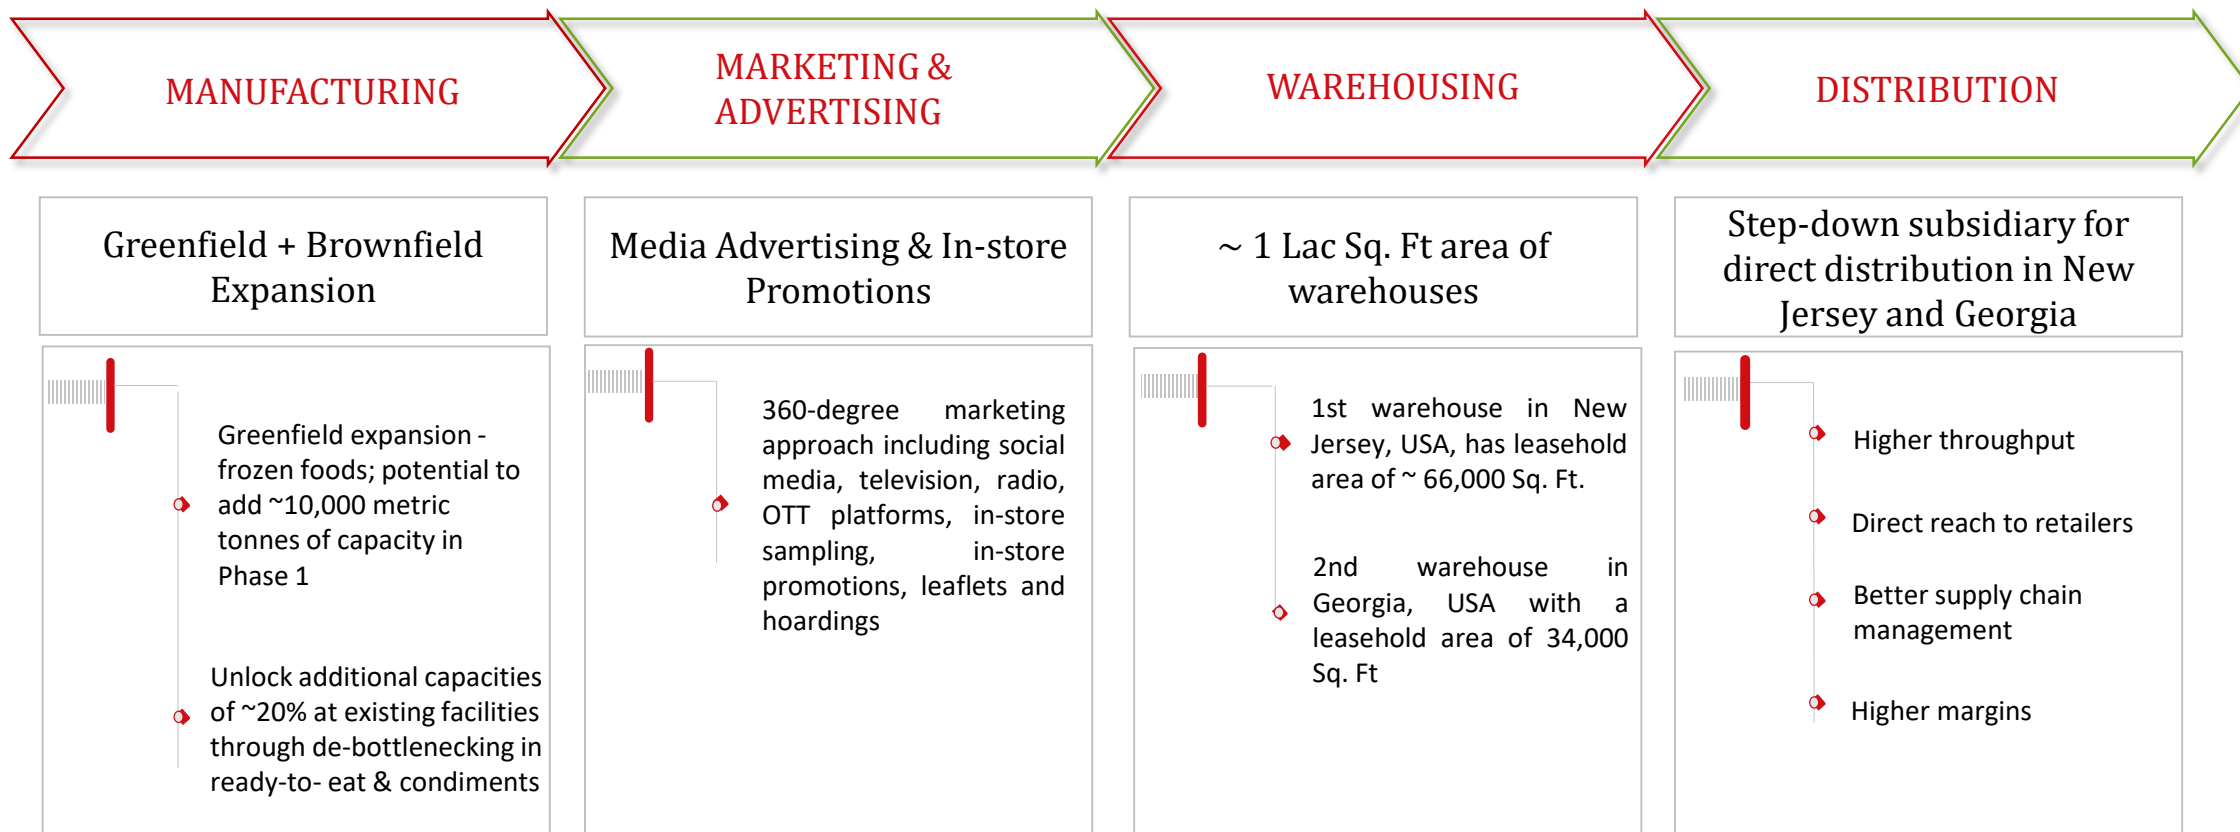 MANUFACTURING
MARKETING &
ADVERTISING
WAREHOUSING
DISTRIBUTION
Greenfield + Brownfield
Expansion
Media Advertising & In-store
Promotions
~ 1 Lac Sq. Ft area of
warehouses
Step-down subsidiary for
direct distribution in New
Jersey and Georgia
Greenfield expansion -
frozen foods; potential to
add ~10,000 metric
tonnes of capacity in
Phase 1
Unlock additional capacities
of ~20% at existing facilities
through de-bottlenecking in
ready-to- eat & condiments
360-degree marketing
approach including social
media, television, radio,
OTT platforms, in-store
sampling, in-store
promotions, leaflets and
hoardings
1st warehouse in New
Jersey, USA, has leasehold
area of ~ 66,000 Sq. Ft.
2nd warehouse in
Georgia, USA with a
leasehold area of 34,000
Sq. Ft
Higher throughput
Direct reach to retailers
Better supply chain
management
Higher margins